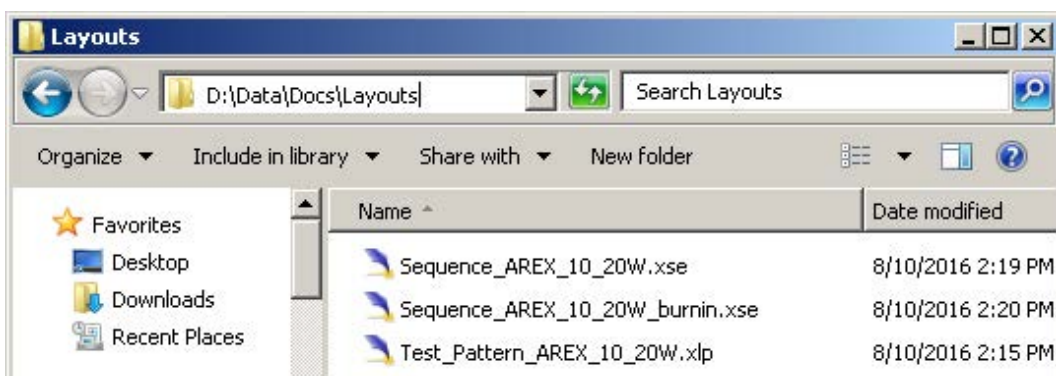 Layouts
D:\Data\Docs\Layouts Search Layouts
Organize Include in library Share with New folder
Favorites
Desktop
Downloads
Recent Places
Name Date modified
Sequence_AREX_10_20W.xse 8/10/2016 2:19 PM
Sequence_AREX_10_20W_burnin.xse 8/10/2016 2:20 PM
Test_Pattern_AREX_10_20W.xlp 8/10/2016 2:15 PM